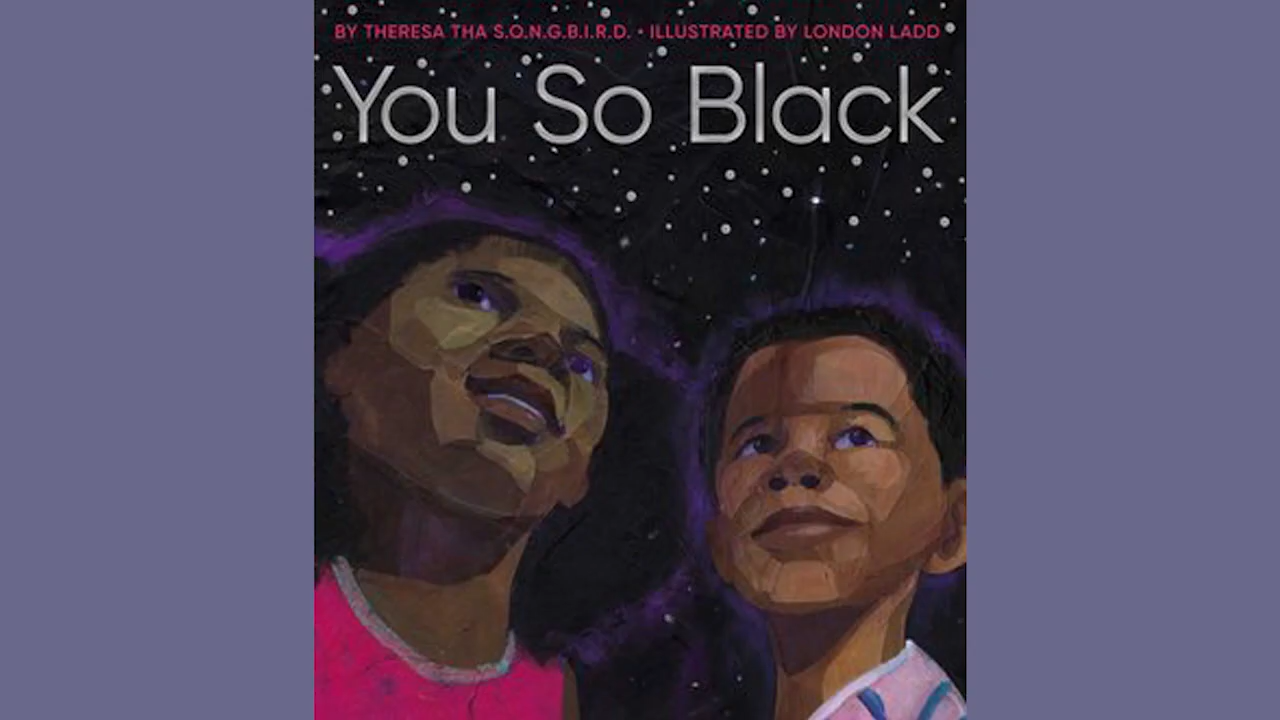 BY THERESA THA S.O.N.G.B.I.R.D. • ILLUSTRATED BY LONDON LADD
You So Black